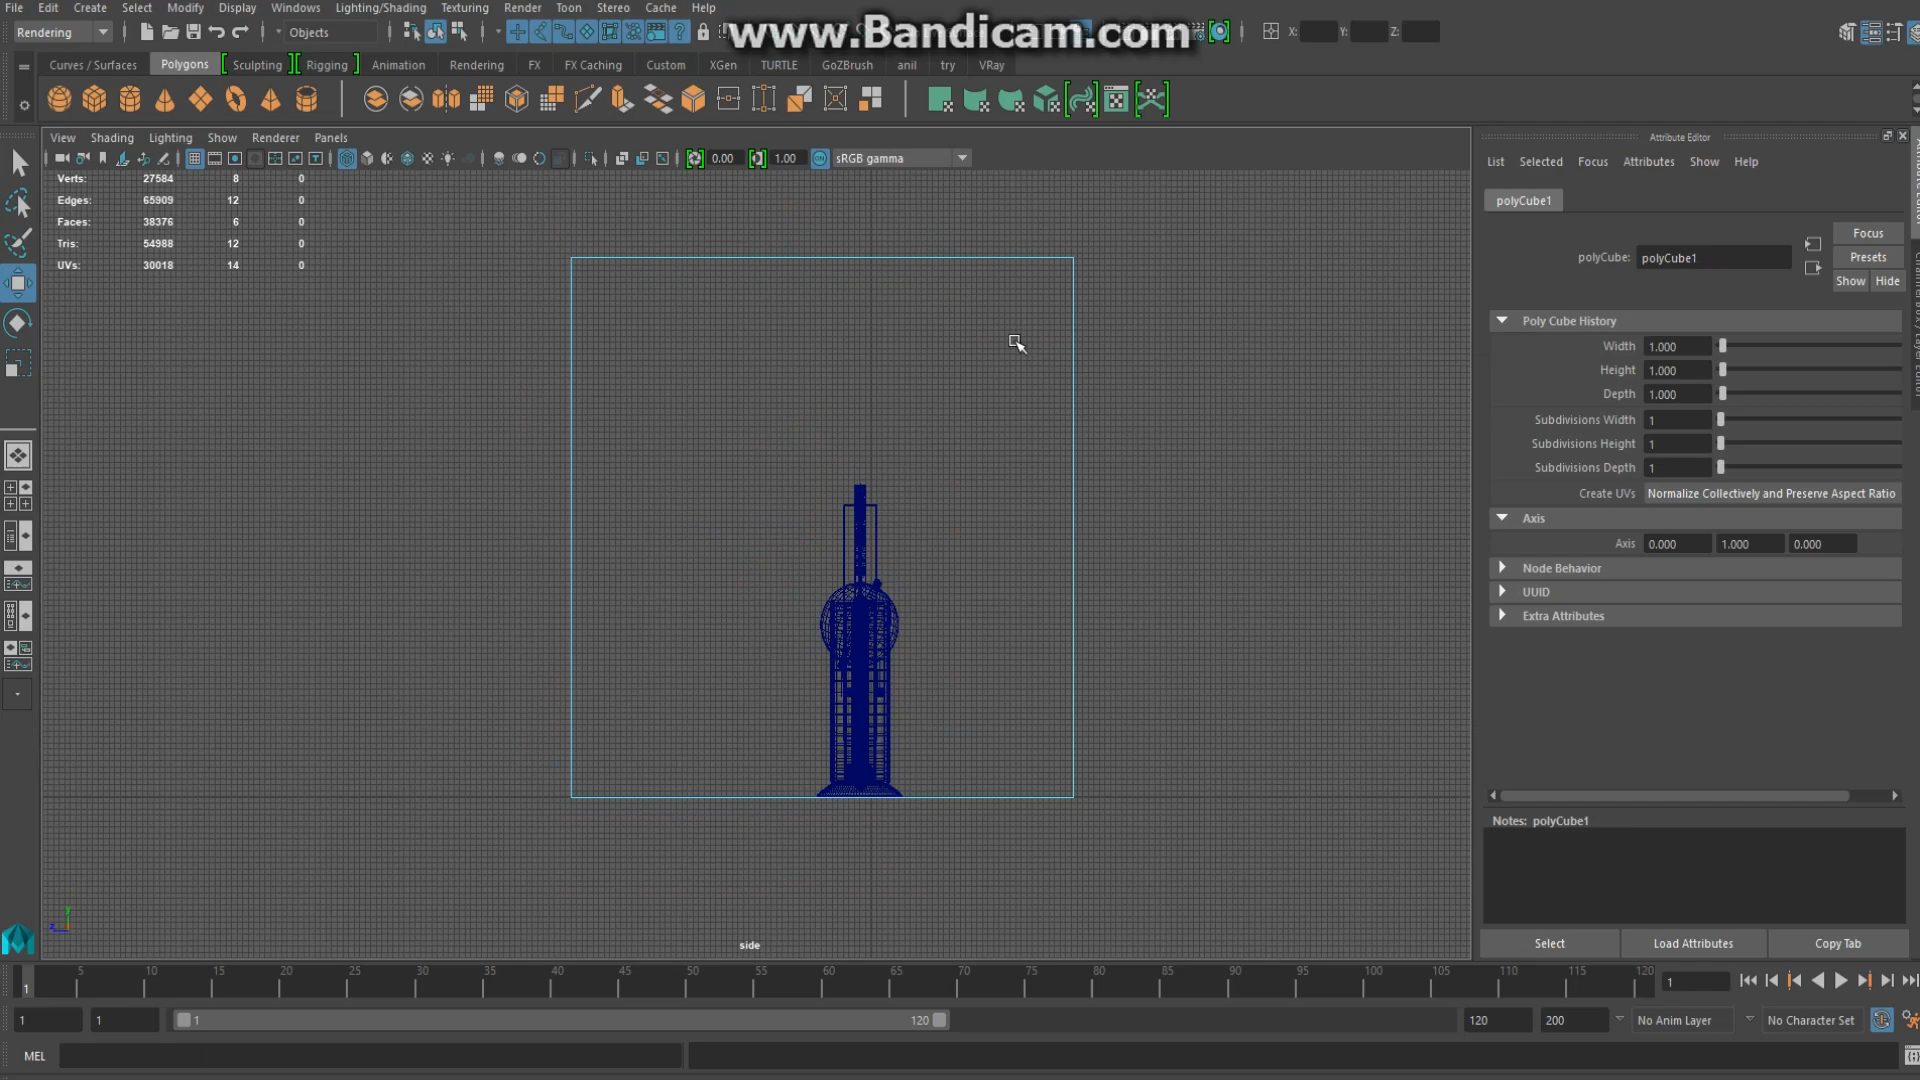 File Edit Create Select Modify Display Windows Lighting/Shading Texturing Render Toon Stereo Cache Help
www.Bandicam.com
Rendering Objects X: Y: Z:
Curves / Surfaces Polygons Sculpting Rigging Animation Rendering FX FX Caching Custom XGen TURTLE GoZBrush anil try VRay
View Shading Lighting Show Renderer Panels
0.00 1.00 sRGB gamma
Verts: 27584 8 0
Edges: 65909 12 0
Faces: 38376 6 0
Tris: 54988 12 0
UVs: 30018 14 0
side
Attribute Editor
List Selected Focus Attributes Show Help
polyCube1
Focus
polyCube: polyCube1
Presets
Show Hide
Poly Cube History
Width 1.000
Height 1.000
Depth 1.000
Subdivisions Width 1
Subdivisions Height 1
Subdivisions Depth 1
Create UVs Normalize Collectively and Preserve Aspect Ratio
Axis
Axis 0.000 1.000 0.000
Node Behavior
UUID
Extra Attributes
Notes: polyCube1
Select Load Attributes Copy Tab
5 10 15 20 25 30 35 40 45 50 55 60 65 70 75 80 85 90 95 100 105 110 115 120
1 1
1 1 1 120 120 200 No Anim Layer No Character Set
MEL